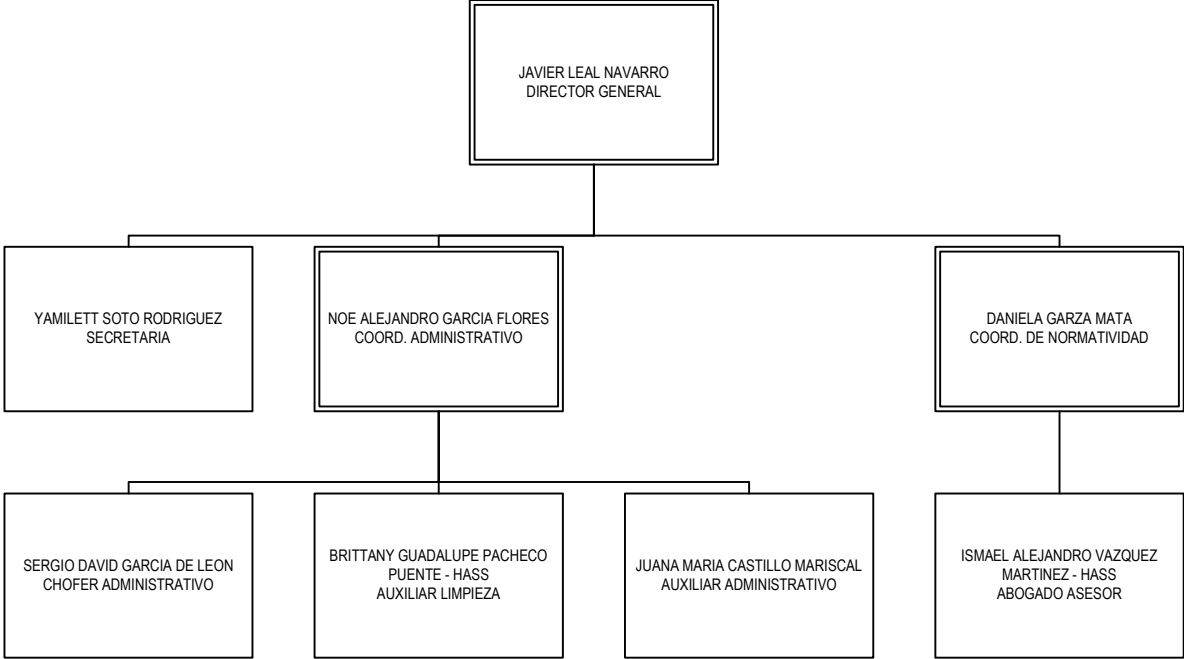 JAVIER LEAL NAVARRO
DIRECTOR GENERAL
YAMILETT SOTO RODRIGUEZ
SECRETARIA
NOE ALEJANDRO GARCIA FLORES
COORD. ADMINISTRATIVO
DANIELA GARZA MATA
COORD. DE NORMATIVIDAD
SERGIO DAVID GARCIA DE LEON
CHOFER ADMINISTRATIVO
BRITTANY GUADALUPE PACHECO
PUENTE - HASS
AUXILIAR LIMPIEZA
JUANA MARIA CASTILLO MARISCAL
AUXILIAR ADMINISTRATIVO
ISMAEL ALEJANDRO VAZQUEZ
MARTINEZ - HASS
ABOGADO ASESOR